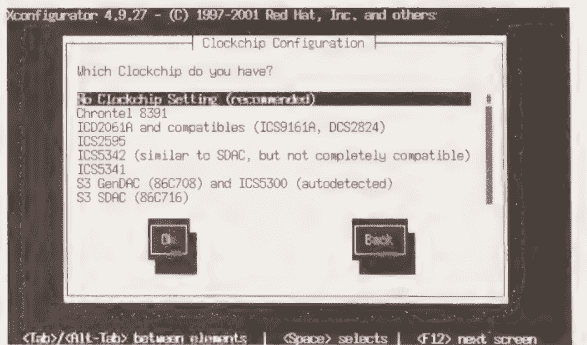 Xconfigurator 4.9.27 - (C) 1997-2001 Red Hat, Inc. and others
Clockchip Configuration
Which Clockchip do you have?
No Clockchip Setting (recommended)
Chrontel 8391
ICD2061A and compatibles (ICS9161A, DCS2824)
ICS2595
ICS5342 (similar to SDAC, but not completely compatible)
ICS5341
S3 GenDAC (86C708) and ICS5300 (autodetected)
S3 SDAC (86C716)
Ok Back
<Tab>/<Alt-Tab> between elements | <Space> selects | <F12> next screen